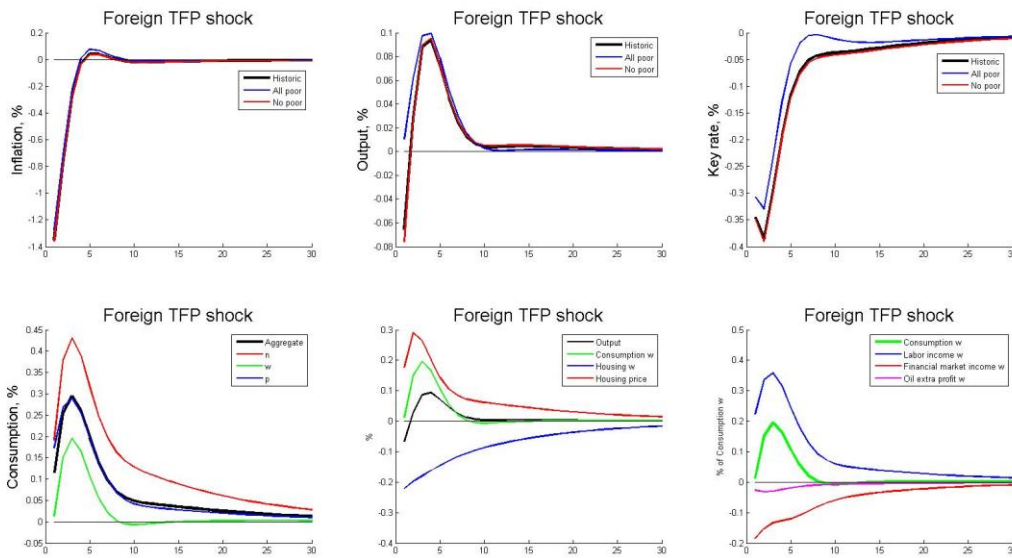 Foreign TFP shock
Inflation, %
0.2
0
-0.2
-0.4
-0.6
-0.8
-1
-1.2
-1.4
0 5 10 15 20 25 30
Historic
All poor
No poor
Foreign TFP shock
Output, %
0.1
0.08
0.06
0.04
0.02
0
0.02
0.04
0.06
0.08
0 5 10 15 20 25 30
Historic
All poor
No poor
Foreign TFP shock
Key rate, %
0
-0.05
-0.1
-0.15
-0.2
-0.25
-0.3
-0.35
-0.4
0 5 10 15 20 25 30
Historic
All poor
No poor
Foreign TFP shock
Consumption, %
0.45
0.4
0.35
0.3
0.25
0.2
0.15
0.1
0.05
0
-0.05
0 5 10 15 20 25 30
Aggregate
n
w
p
Foreign TFP shock
%
0.4
0.3
0.2
0.1
0
-0.1
-0.2
-0.3
-0.4
0 5 10 15 20 25 30
Output
Consumption w
Housing w
Housing price
Foreign TFP shock
% of Consumption w
0.5
0.4
0.3
0.2
0.1
0
-0.1
-0.2
0 5 10 15 20 25 30
Consumption w
Labor income w
Financial market income w
Oil extra profit w